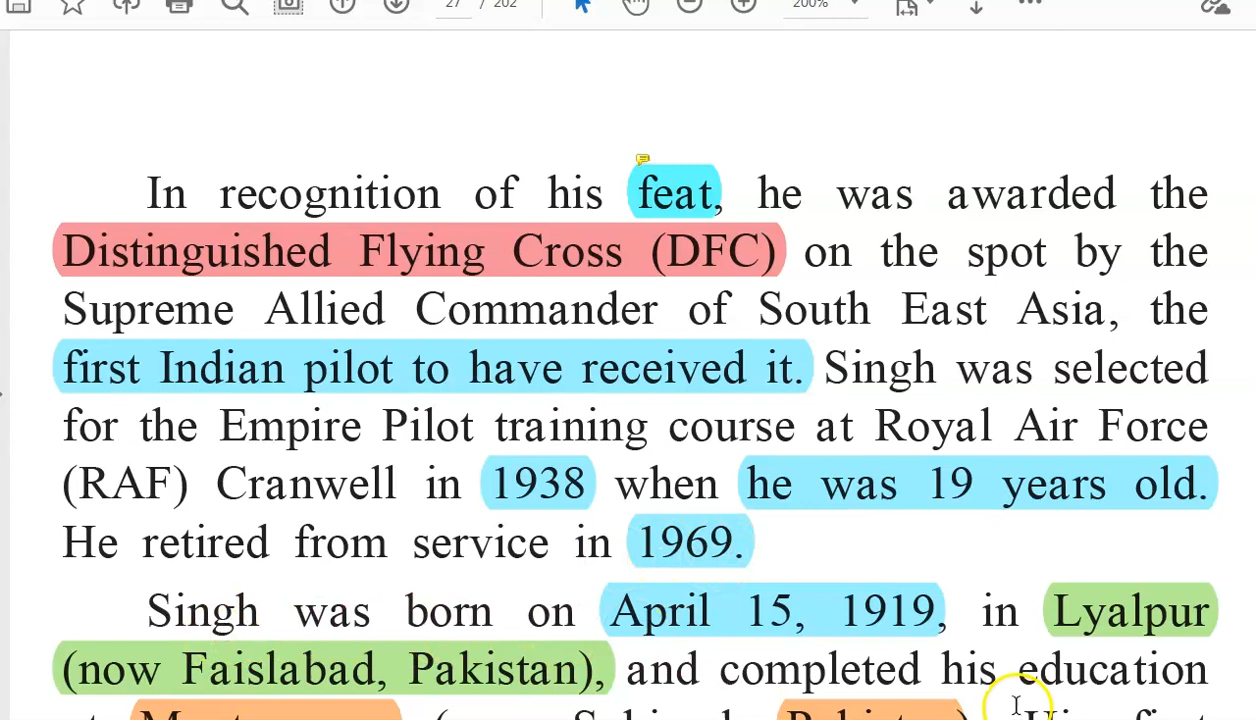 27 / 202
200%
In recognition of his feat, he was awarded the
Distinguished Flying Cross (DFC) on the spot by the
Supreme Allied Commander of South East Asia, the
first Indian pilot to have received it. Singh was selected
for the Empire Pilot training course at Royal Air Force
(RAF) Cranwell in 1938 when he was 19 years old.
He retired from service in 1969.
Singh was born on April 15, 1919, in Lyalpur
(now Faislabad, Pakistan), and completed his education